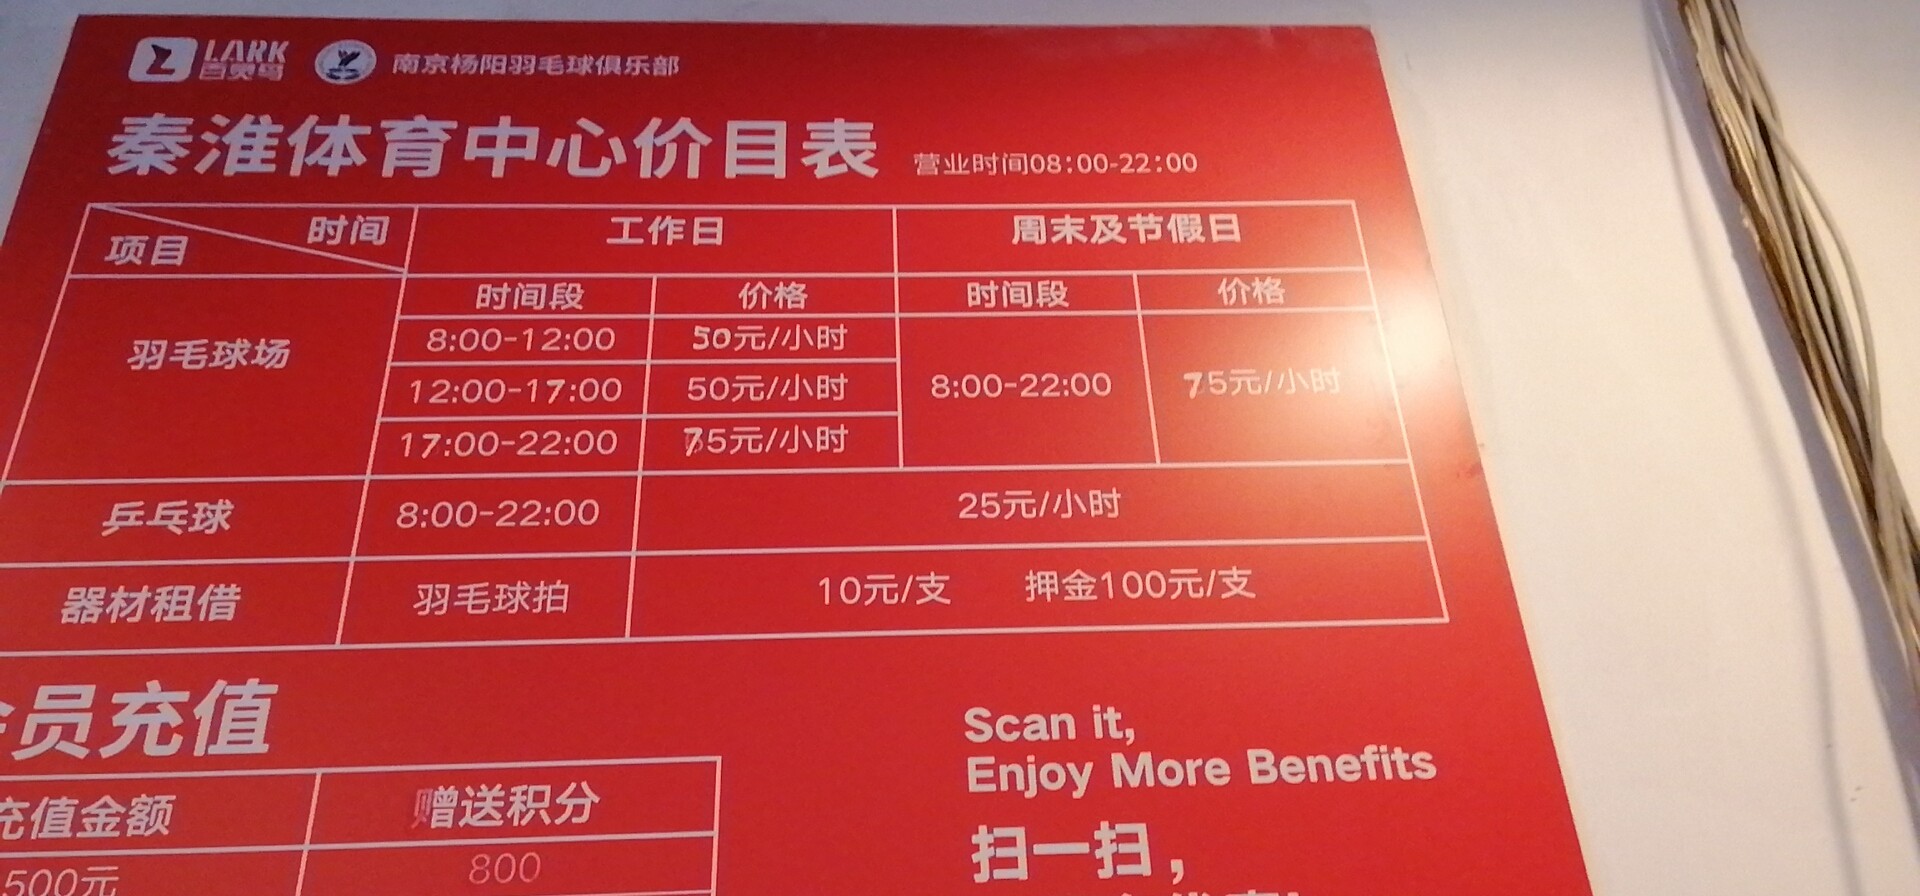 LARK
百灵鸟
南京杨阳羽毛球俱乐部
秦淮体育中心价目表 营业时间08:00-22:00
项目 时间 工作日 周末及节假日
时间段 价格 时间段 价格
羽毛球场
8:00-12:00 50元/小时
12:00-17:00 50元/小时 8:00-22:00 75元/小时
17:00-22:00 75元/小时
乒乓球 8:00-22:00 25元/小时
器材租借 羽毛球拍 10元/支 押金100元/支
会员充值
充值金额 赠送积分
500元 800
Scan it,
Enjoy More Benefits
扫一扫，